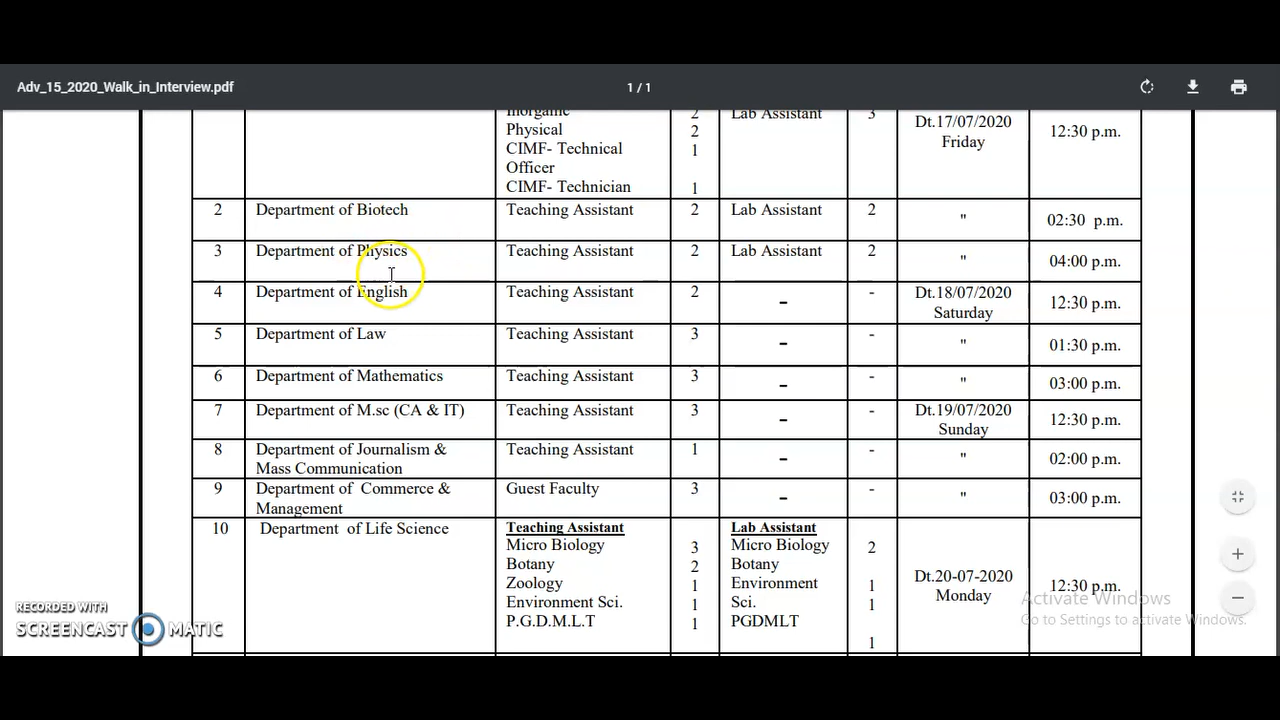 Adv_15_2020_Walk_in_Interview.pdf 1 / 1
Inorganic 2 Lab Assistant 3 Dt.17/07/2020 12:30 p.m.
Physical 2 Friday
CIMF- Technical 1
Officer
CIMF- Technician 1
2 Department of Biotech Teaching Assistant 2 Lab Assistant 2 " 02:30 p.m.
3 Department of Physics Teaching Assistant 2 Lab Assistant 2 " 04:00 p.m.
4 Department of English Teaching Assistant 2 - - Dt.18/07/2020 12:30 p.m.
Saturday
5 Department of Law Teaching Assistant 3 - - " 01:30 p.m.
6 Department of Mathematics Teaching Assistant 3 - - " 03:00 p.m.
7 Department of M.sc (CA & IT) Teaching Assistant 3 - - Dt.19/07/2020 12:30 p.m.
Sunday
8 Department of Journalism & Teaching Assistant 1 - - " 02:00 p.m.
Mass Communication
9 Department of Commerce & Guest Faculty 3 - - " 03:00 p.m.
Management
10 Department of Life Science Teaching Assistant Lab Assistant
Micro Biology 3 Micro Biology 2
Botany 2 Botany
Zoology 1 Environment 1 Dt.20-07-2020 12:30 p.m.
Environment Sci. 1 Sci. 1 Monday
P.G.D.M.L.T 1 PGDMLT
1
Activate Windows
Go to Settings to activate Windows.
RECORDED WITH
SCREENCAST MATIC